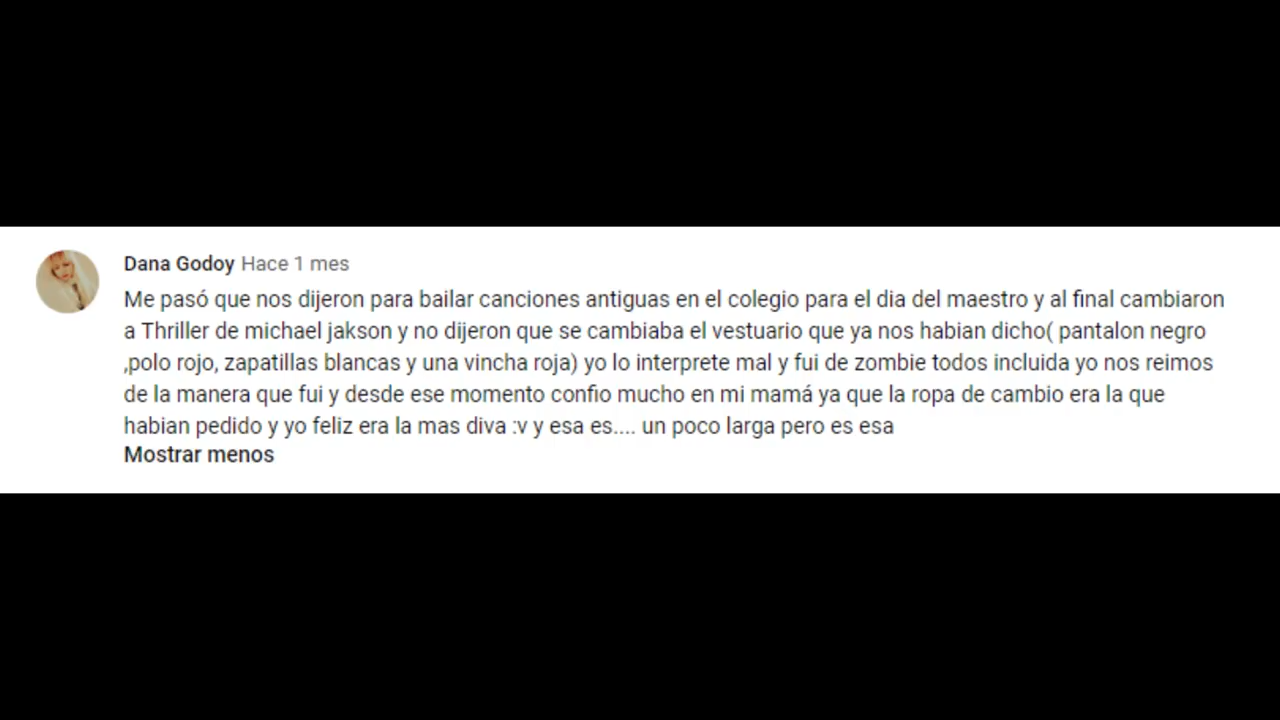 Dana Godoy Hace 1 mes
Me pasó que nos dijeron para bailar canciones antiguas en el colegio para el dia del maestro y al final cambiaron
a Thriller de michael jakson y no dijeron que se cambiaba el vestuario que ya nos habian dicho( pantalon negro
,polo rojo, zapatillas blancas y una vincha roja) yo lo interprete mal y fui de zombie todos incluida yo nos reimos
de la manera que fui y desde ese momento confio mucho en mi mamá ya que la ropa de cambio era la que
habian pedido y yo feliz era la mas diva :v y esa es.... un poco larga pero es esa
Mostrar menos